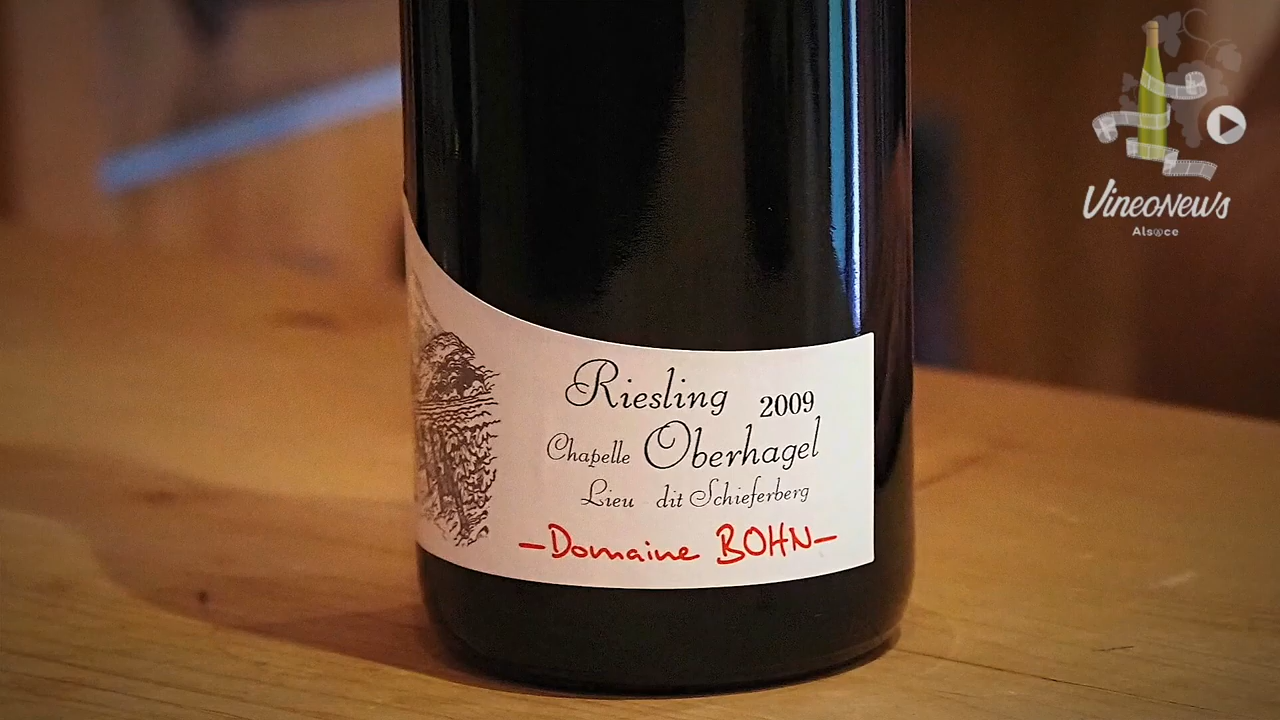 VineoNews
Alsace
Riesling 2009
Chapelle Oberhagel
Lieu dit Schieferberg
–Domaine BOHN–